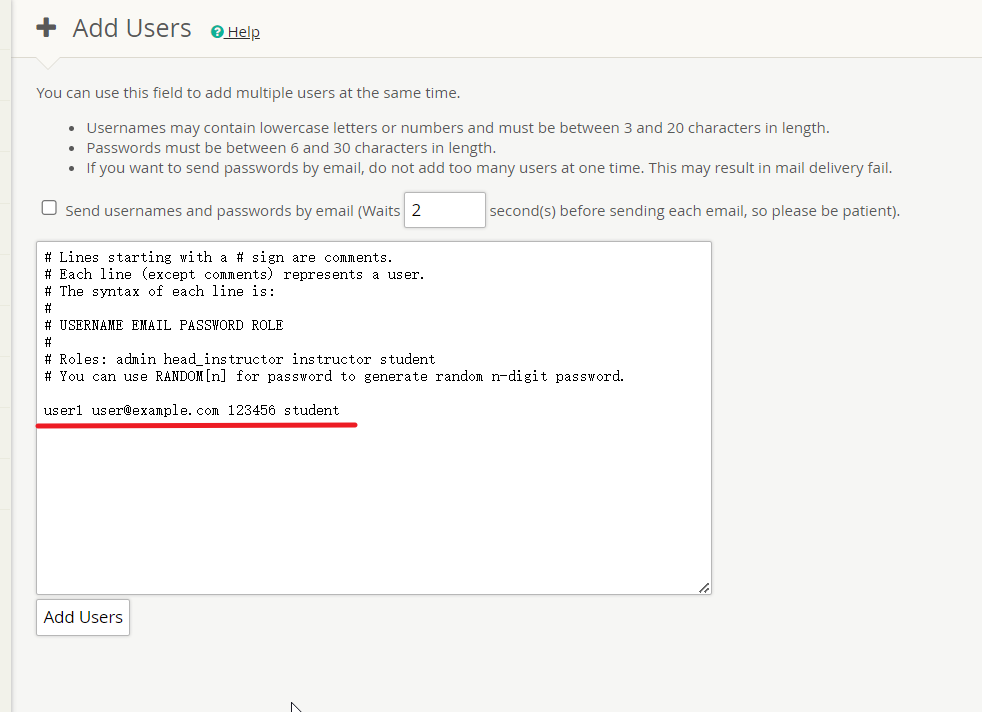 Add Users Help
You can use this field to add multiple users at the same time.
Usernames may contain lowercase letters or numbers and must be between 3 and 20 characters in length.
Passwords must be between 6 and 30 characters in length.
If you want to send passwords by email, do not add too many users at one time. This may result in mail delivery fail.
Send usernames and passwords by email (Waits 2 second(s) before sending each email, so please be patient).
# Lines starting with a # sign are comments.
# Each line (except comments) represents a user.
# The syntax of each line is:
#
# USERNAME EMAIL PASSWORD ROLE
#
# Roles: admin head_instructor instructor student
# You can use RANDOM[n] for password to generate random n-digit password.
user1 user@example.com 123456 student
Add Users